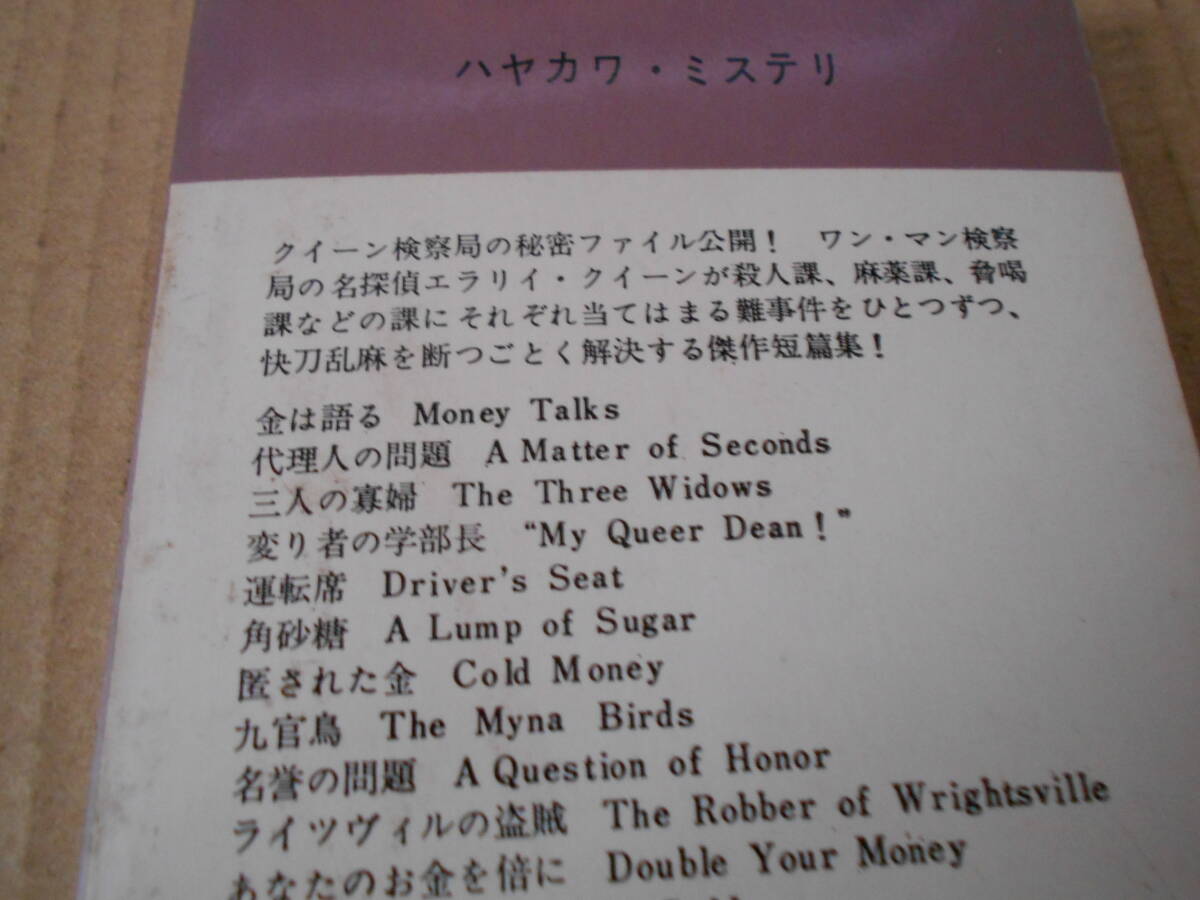 ハヤカワ・ミステリ
クイーン検察局の秘密ファイル公開！ ワン・マン検察
局の名探偵エラリイ・クイーンが殺人課、麻薬課、脅喝
課などの課にそれぞれ当てはまる難事件をひとつずつ、
快刀乱麻を断つごとく解決する傑作短篇集！
金は語る Money Talks
代理人の問題 A Matter of Seconds
三人の寡婦 The Three Widows
変り者の学部長 “My Queer Dean!”
運転席 Driver's Seat
角砂糖 A Lump of Sugar
匿された金 Cold Money
九官鳥 The Myna Birds
名誉の問題 A Question of Honor
ライツヴィルの盗賊 The Robber of Wrightsville
あなたのお金を倍に Double Your Money